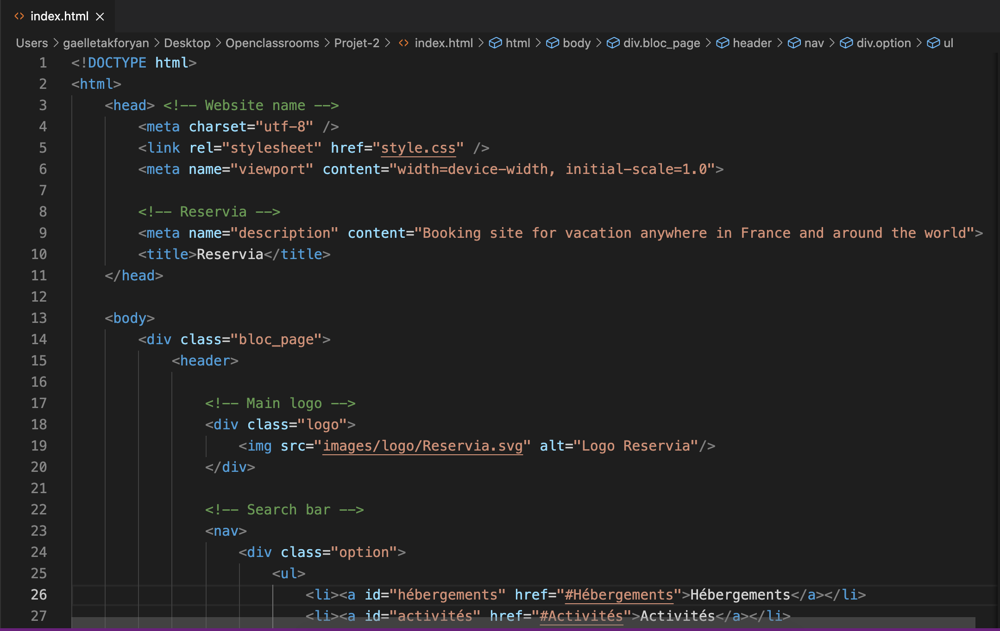 index.html
Users > gaelletakforyan > Desktop > Openclassrooms > Projet-2 > index.html > html > body > div.bloc_page > header > nav > div.option > ul
1 <!DOCTYPE html>
2 <html>
3     <head> <!-- Website name -->
4         <meta charset="utf-8" />
5         <link rel="stylesheet" href="style.css" />
6         <meta name="viewport" content="width=device-width, initial-scale=1.0">
7
8         <!-- Reservia -->
9         <meta name="description" content="Booking site for vacation anywhere in France and around the world">
10         <title>Reservia</title>
11     </head>
12
13     <body>
14         <div class="bloc_page">
15             <header>
16
17                 <!-- Main logo -->
18                 <div class="logo">
19                     <img src="images/logo/Reservia.svg" alt="Logo Reservia"/>
20                 </div>
21
22                 <!-- Search bar -->
23                 <nav>
24                     <div class="option">
25                         <ul>
26                             <li><a id="hébergements" href="#Hébergements">Hébergements</a></li>
27                             <li><a id="activités" href="#Activités">Activités</a></li>